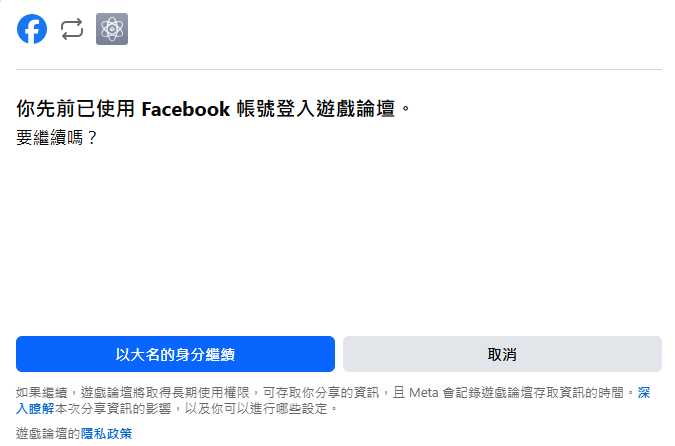 你先前已使用 Facebook 帳號登入遊戲論壇。
要繼續嗎？
以大名的身分繼續
取消
如果繼續，遊戲論壇將取得長期使用權限，可存取你分享的資訊，且 Meta 會記錄遊戲論壇存取資訊的時間。深
入瞭解本次分享資訊的影響，以及你可以進行哪些設定。
遊戲論壇的隱私政策